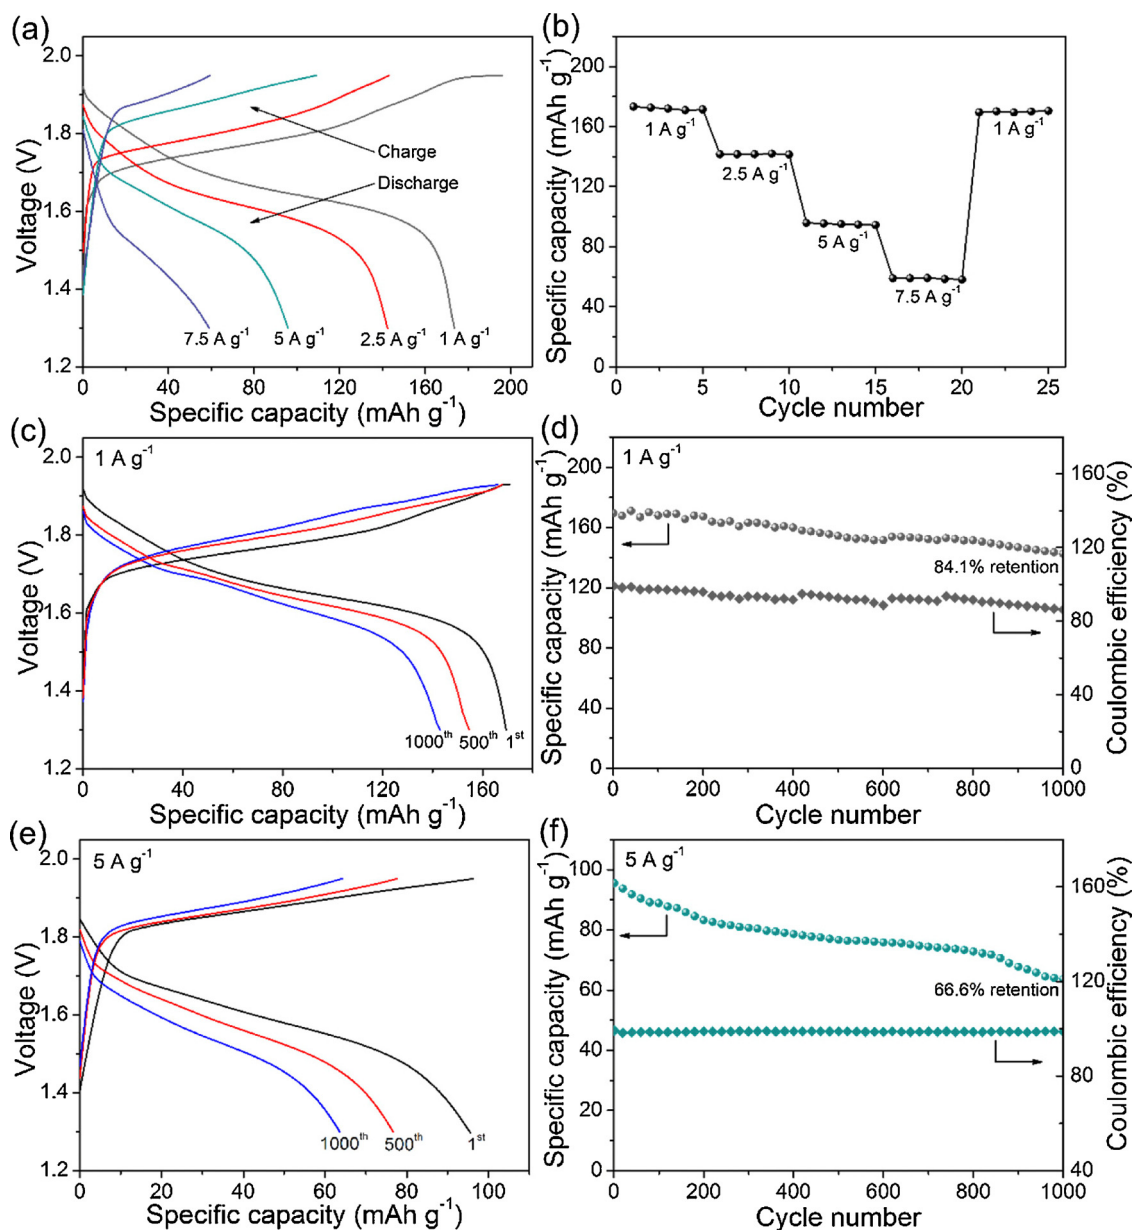 (a)
2.0
1.8
1.6
1.4
1.2
Voltage (V)
Charge
Discharge
7.5 A g⁻¹ 5 A g⁻¹ 2.5 A g⁻¹ 1 A g⁻¹
0 40 80 120 160 200
Specific capacity (mAh g⁻¹)
(b)
200
160
120
80
40
0
Specific capacity (mAh g⁻¹)
1 A g⁻¹
2.5 A g⁻¹
5 A g⁻¹
7.5 A g⁻¹
1 A g⁻¹
0 5 10 15 20 25
Cycle number
(c)
1 A g⁻¹
2.0
1.8
1.6
1.4
1.2
Voltage (V)
1000th 500th 1st
0 40 80 120 160
Specific capacity (mAh g⁻¹)
(d)
1 A g⁻¹
200
160
120
80
40
0
Specific capacity (mAh g⁻¹)
84.1% retention
160
120
80
40
0
Coulombic efficiency (%)
0 200 400 600 800 1000
Cycle number
(e)
5 A g⁻¹
2.0
1.8
1.6
1.4
1.2
Voltage (V)
1000th 500th 1st
0 20 40 60 80 100
Specific capacity (mAh g⁻¹)
(f)
5 A g⁻¹
100
80
60
40
20
0
Specific capacity (mAh g⁻¹)
66.6% retention
160
120
80
40
Coulombic efficiency (%)
0 200 400 600 800 1000
Cycle number